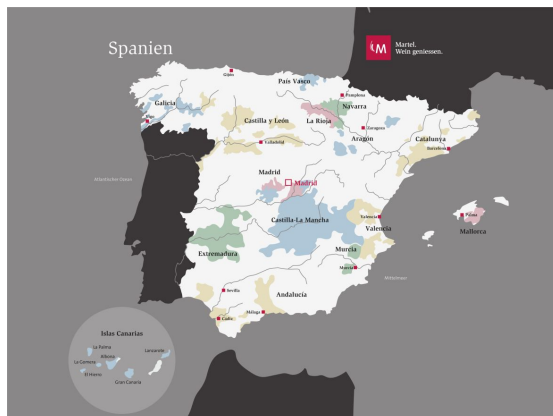 Spanien
Martel.
Wein geniessen.
Gijón
País Vasco
Pamplona
Galicia
Navarra
Vigo
Castilla y León
La Rioja
Zaragoza
Valladolid
Aragón
Catalunya
Barcelona
Atlantischer Ozean
Madrid
Madrid
Castilla-La Mancha
Valencia
Valencia
Palma
Mallorca
Extremadura
Murcia
Murcia
Mittelmeer
Sevilla
Andalucía
Málaga
Cádiz
Islas Canarias
La Palma
Lanzarote
La Gomera
El Hierro
Gran Canaria